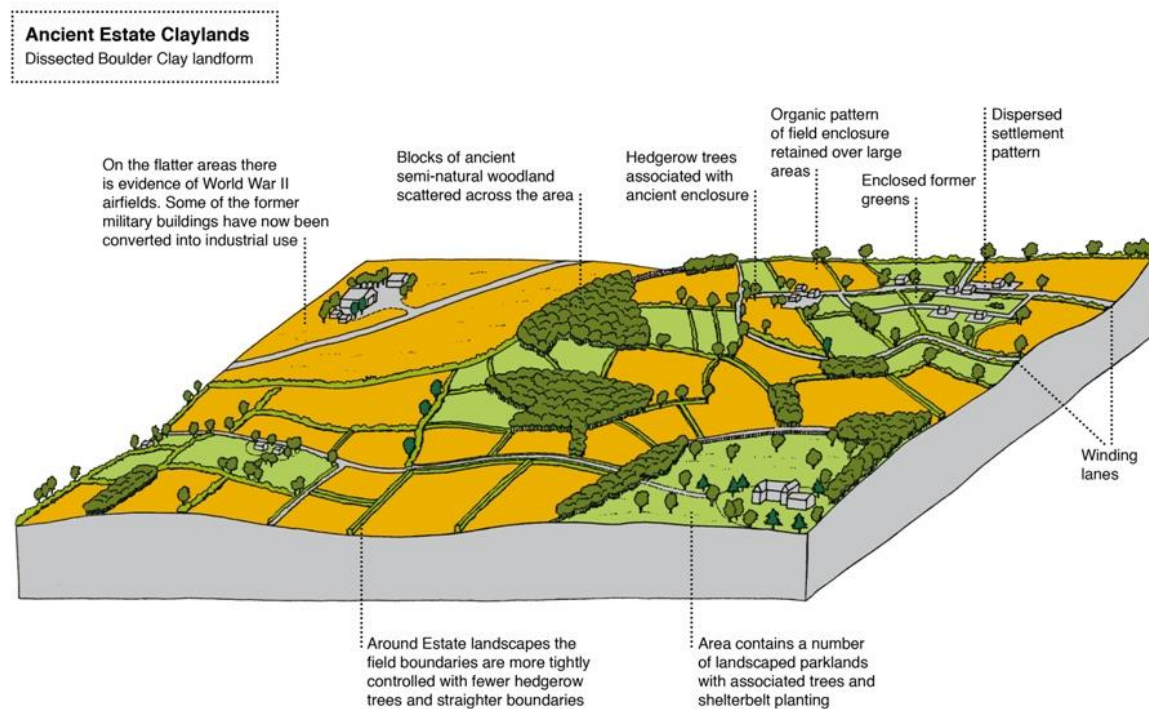 Ancient Estate Claylands
Dissected Boulder Clay landform
On the flatter areas there
is evidence of World War II
airfields. Some of the former
military buildings have now been
converted into industrial use
Blocks of ancient
semi-natural woodland
scattered across the area
Hedgerow trees
associated with
ancient enclosure
Organic pattern
of field enclosure
retained over large
areas
Enclosed former
greens
Dispersed
settlement
pattern
Winding
lanes
Around Estate landscapes the
field boundaries are more tightly
controlled with fewer hedgerow
trees and straighter boundaries
Area contains a number
of landscaped parklands
with associated trees and
shelterbelt planting